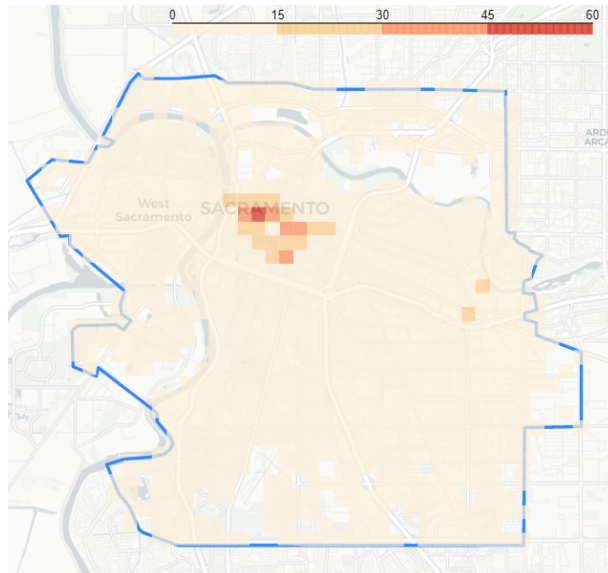 0 15 30 45 60
ARD
ARCA
West
Sacramento
SACRAMENTO